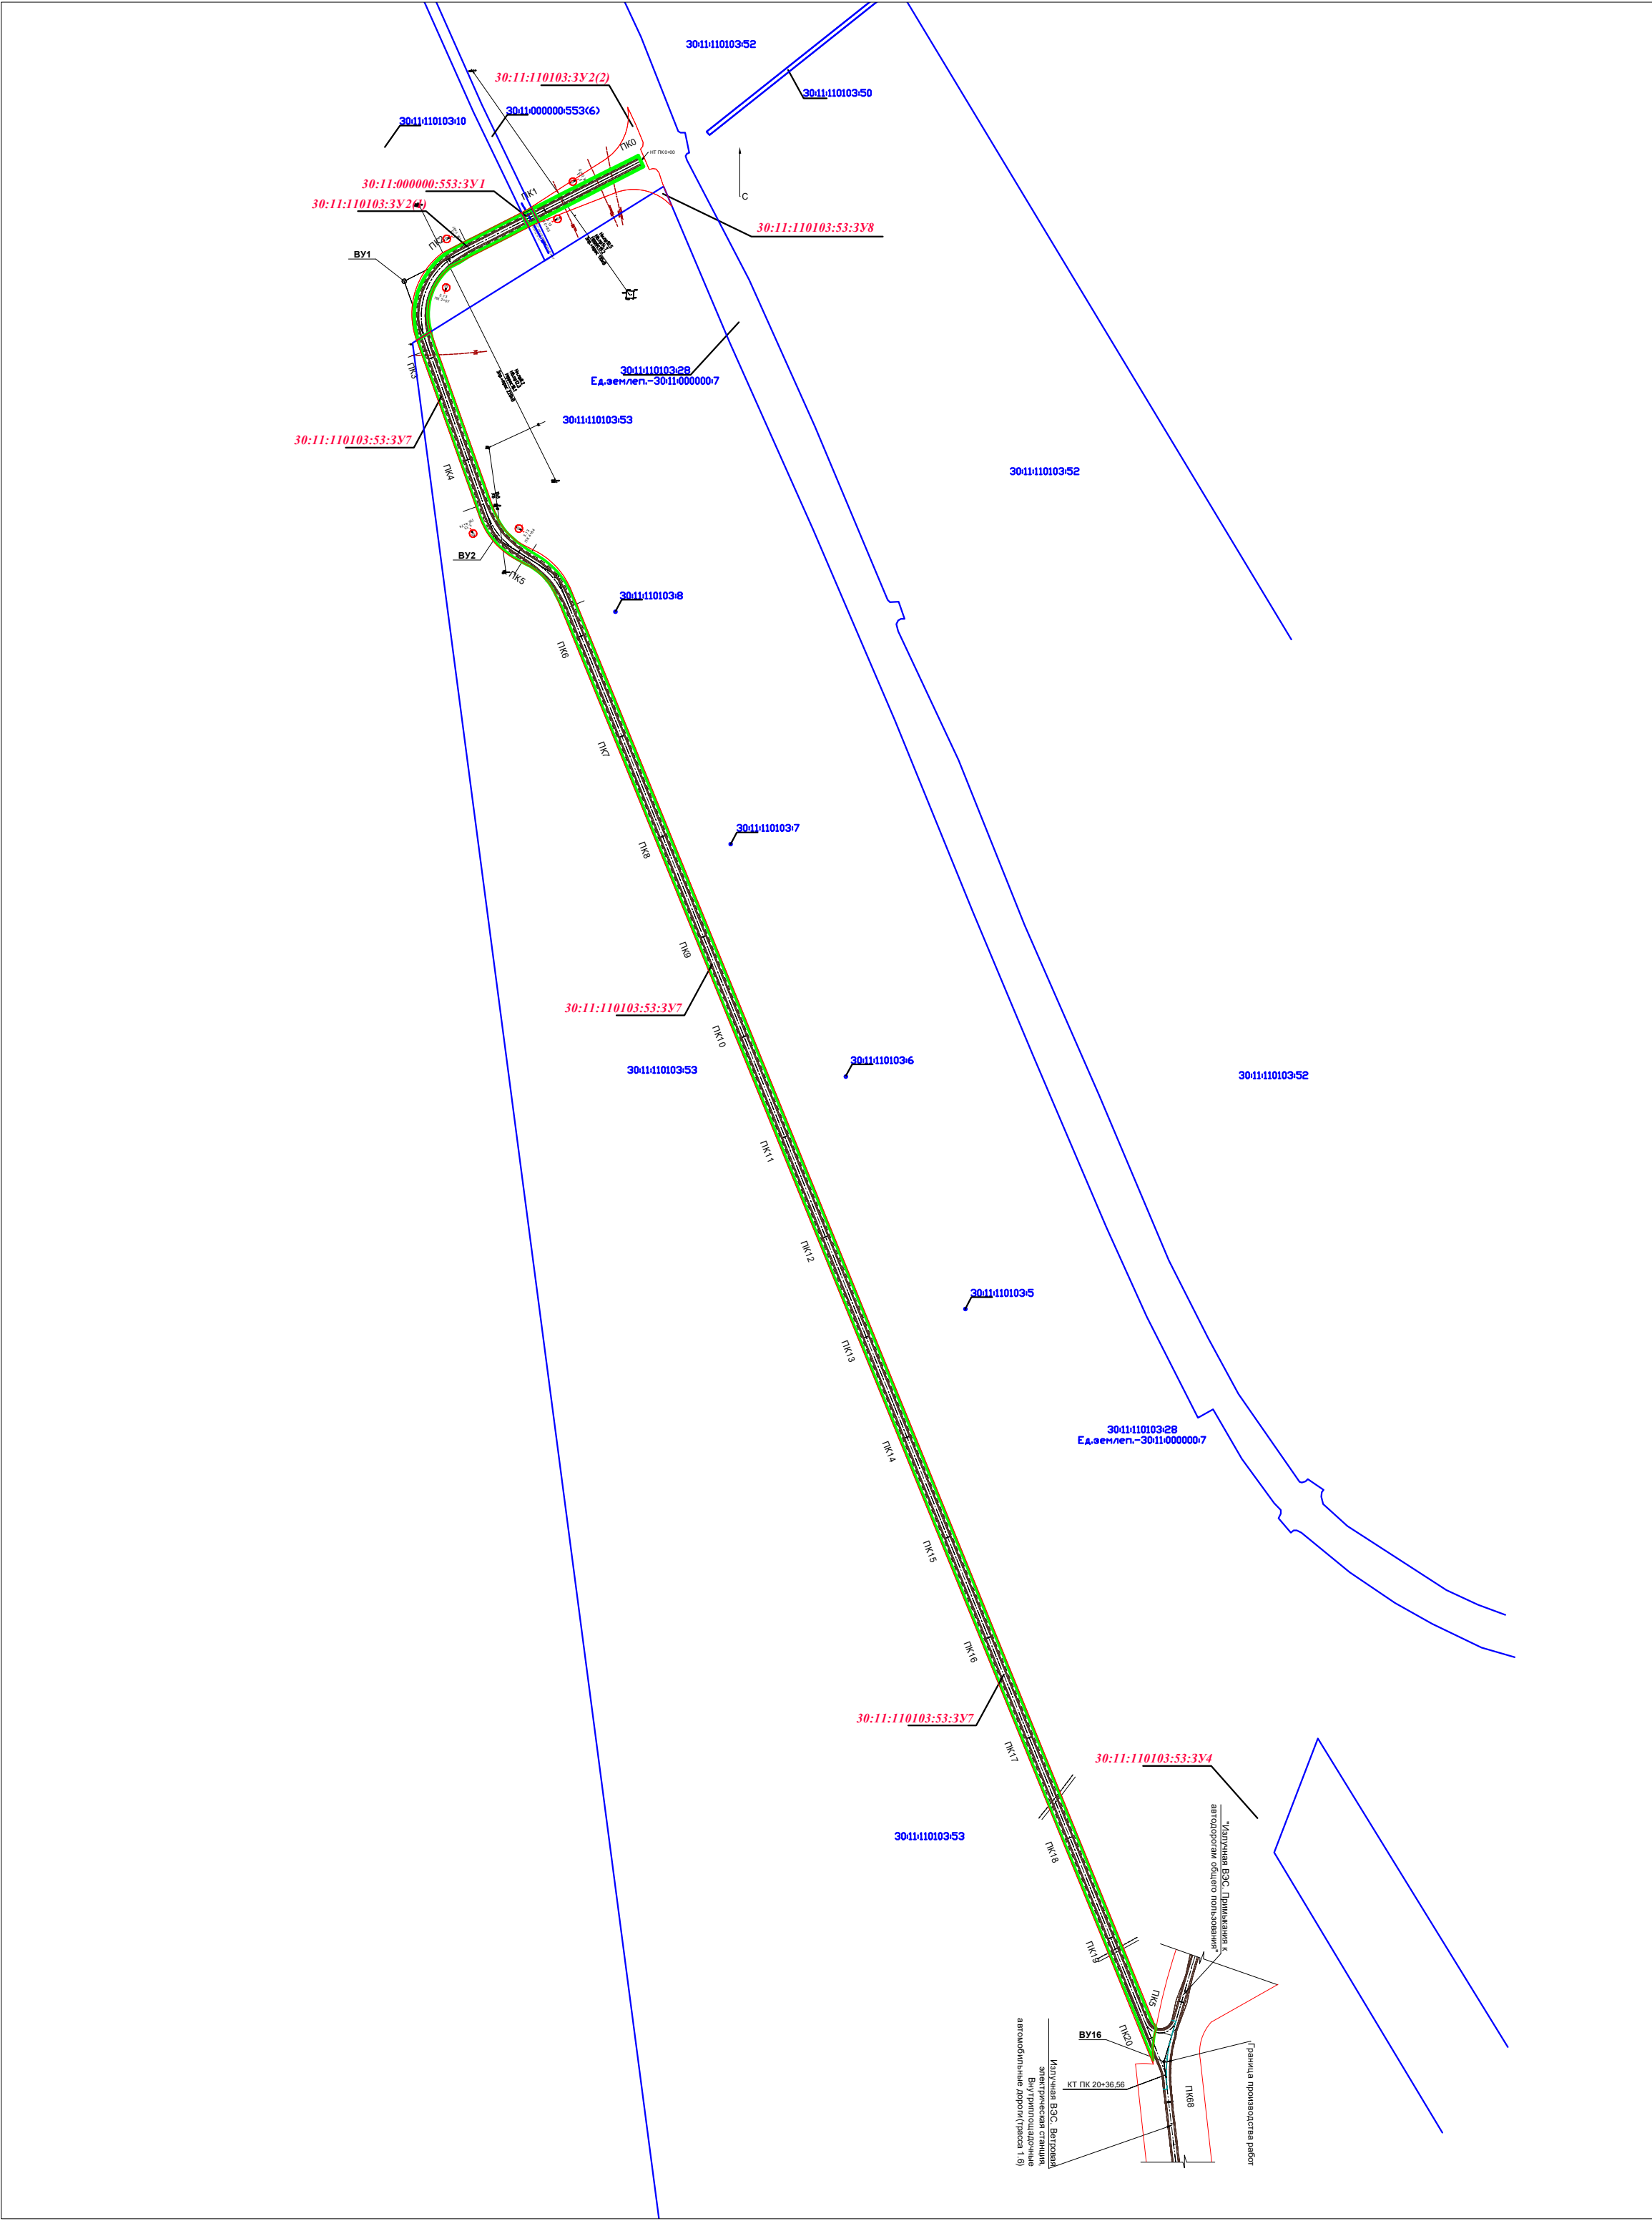 30:11:110103:52
30:11:110103:ЗУ2(2)
30:11:110103:50
30:11:000000:553(6)
30:11:110103:10
ПК0
НТ ПК 0+00
30:11:000000:553:ЗУ1
ПК1
С
30:11:110103:ЗУ2(1)
30:11:110103:53:ЗУ8
ПК2
ВУ1
ПК3
30:11:110103:28
Ед.землеп.-30:11:000000:7
30:11:110103:53
30:11:110103:53:ЗУ7
ПК4
30:11:110103:52
ВУ2
ПК5
30:11:110103:8
ПК6
ПК7
30:11:110103:7
ПК8
ПК9
30:11:110103:53:ЗУ7
ПК10
30:11:110103:6
30:11:110103:53
30:11:110103:52
ПК11
ПК12
30:11:110103:5
ПК13
30:11:110103:28
Ед.землеп.-30:11:000000:7
ПК14
ПК15
ПК16
30:11:110103:53:ЗУ7
ПК17
30:11:110103:53:ЗУ4
30:11:110103:53
ПК18
"Излучная ВЭС. Примыкания к
автодорогам общего пользования"
ПК19
ПК5
ПК20
ВУ16
Граница производства работ
КТ ПК 20+36,56
ПК68
Излучная ВЭС. Ветровая
электрическая станция.
Внутриплощадочные
автомобильные дороги(трасса 1.6)